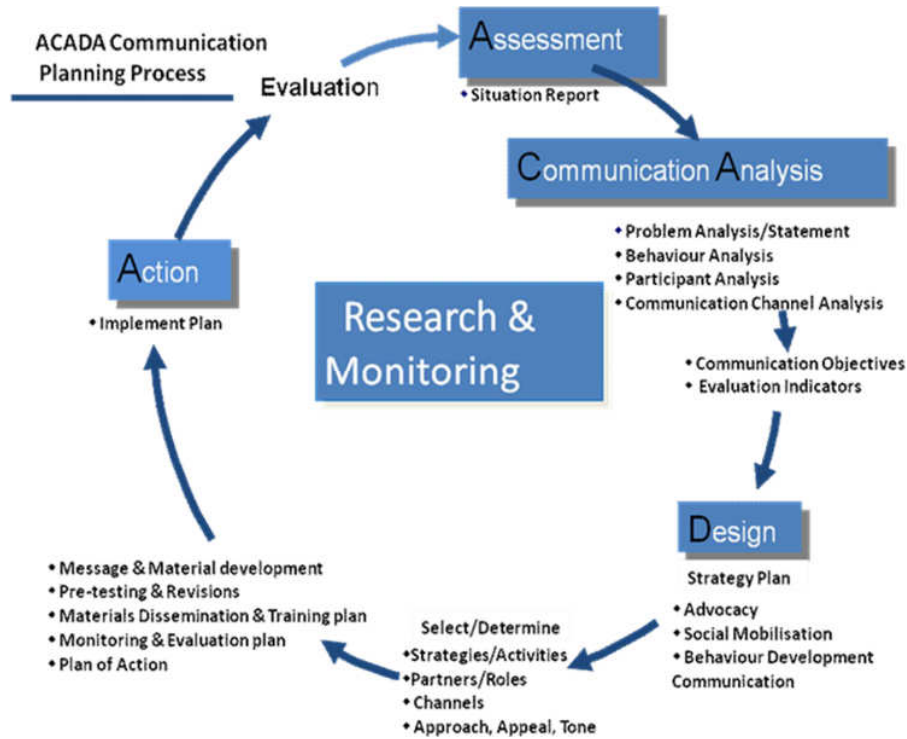 ACADA Communication
Planning Process
Evaluation
Assessment
◆ Situation Report
Communication Analysis
◆ Problem Analysis/Statement
◆ Behaviour Analysis
◆ Participant Analysis
◆ Communication Channel Analysis
◆ Communication Objectives
◆ Evaluation Indicators
Design
Strategy Plan
◆ Advocacy
◆ Social Mobilisation
◆ Behaviour Development
Communication
Select/Determine
◆Strategies/Activities
◆Partners/Roles
◆ Channels
◆ Approach, Appeal, Tone
◆ Message & Material development
◆ Pre-testing & Revisions
◆ Materials Dissemination & Training plan
◆ Monitoring & Evaluation plan
◆ Plan of Action
Action
◆ Implement Plan
Research &
Monitoring